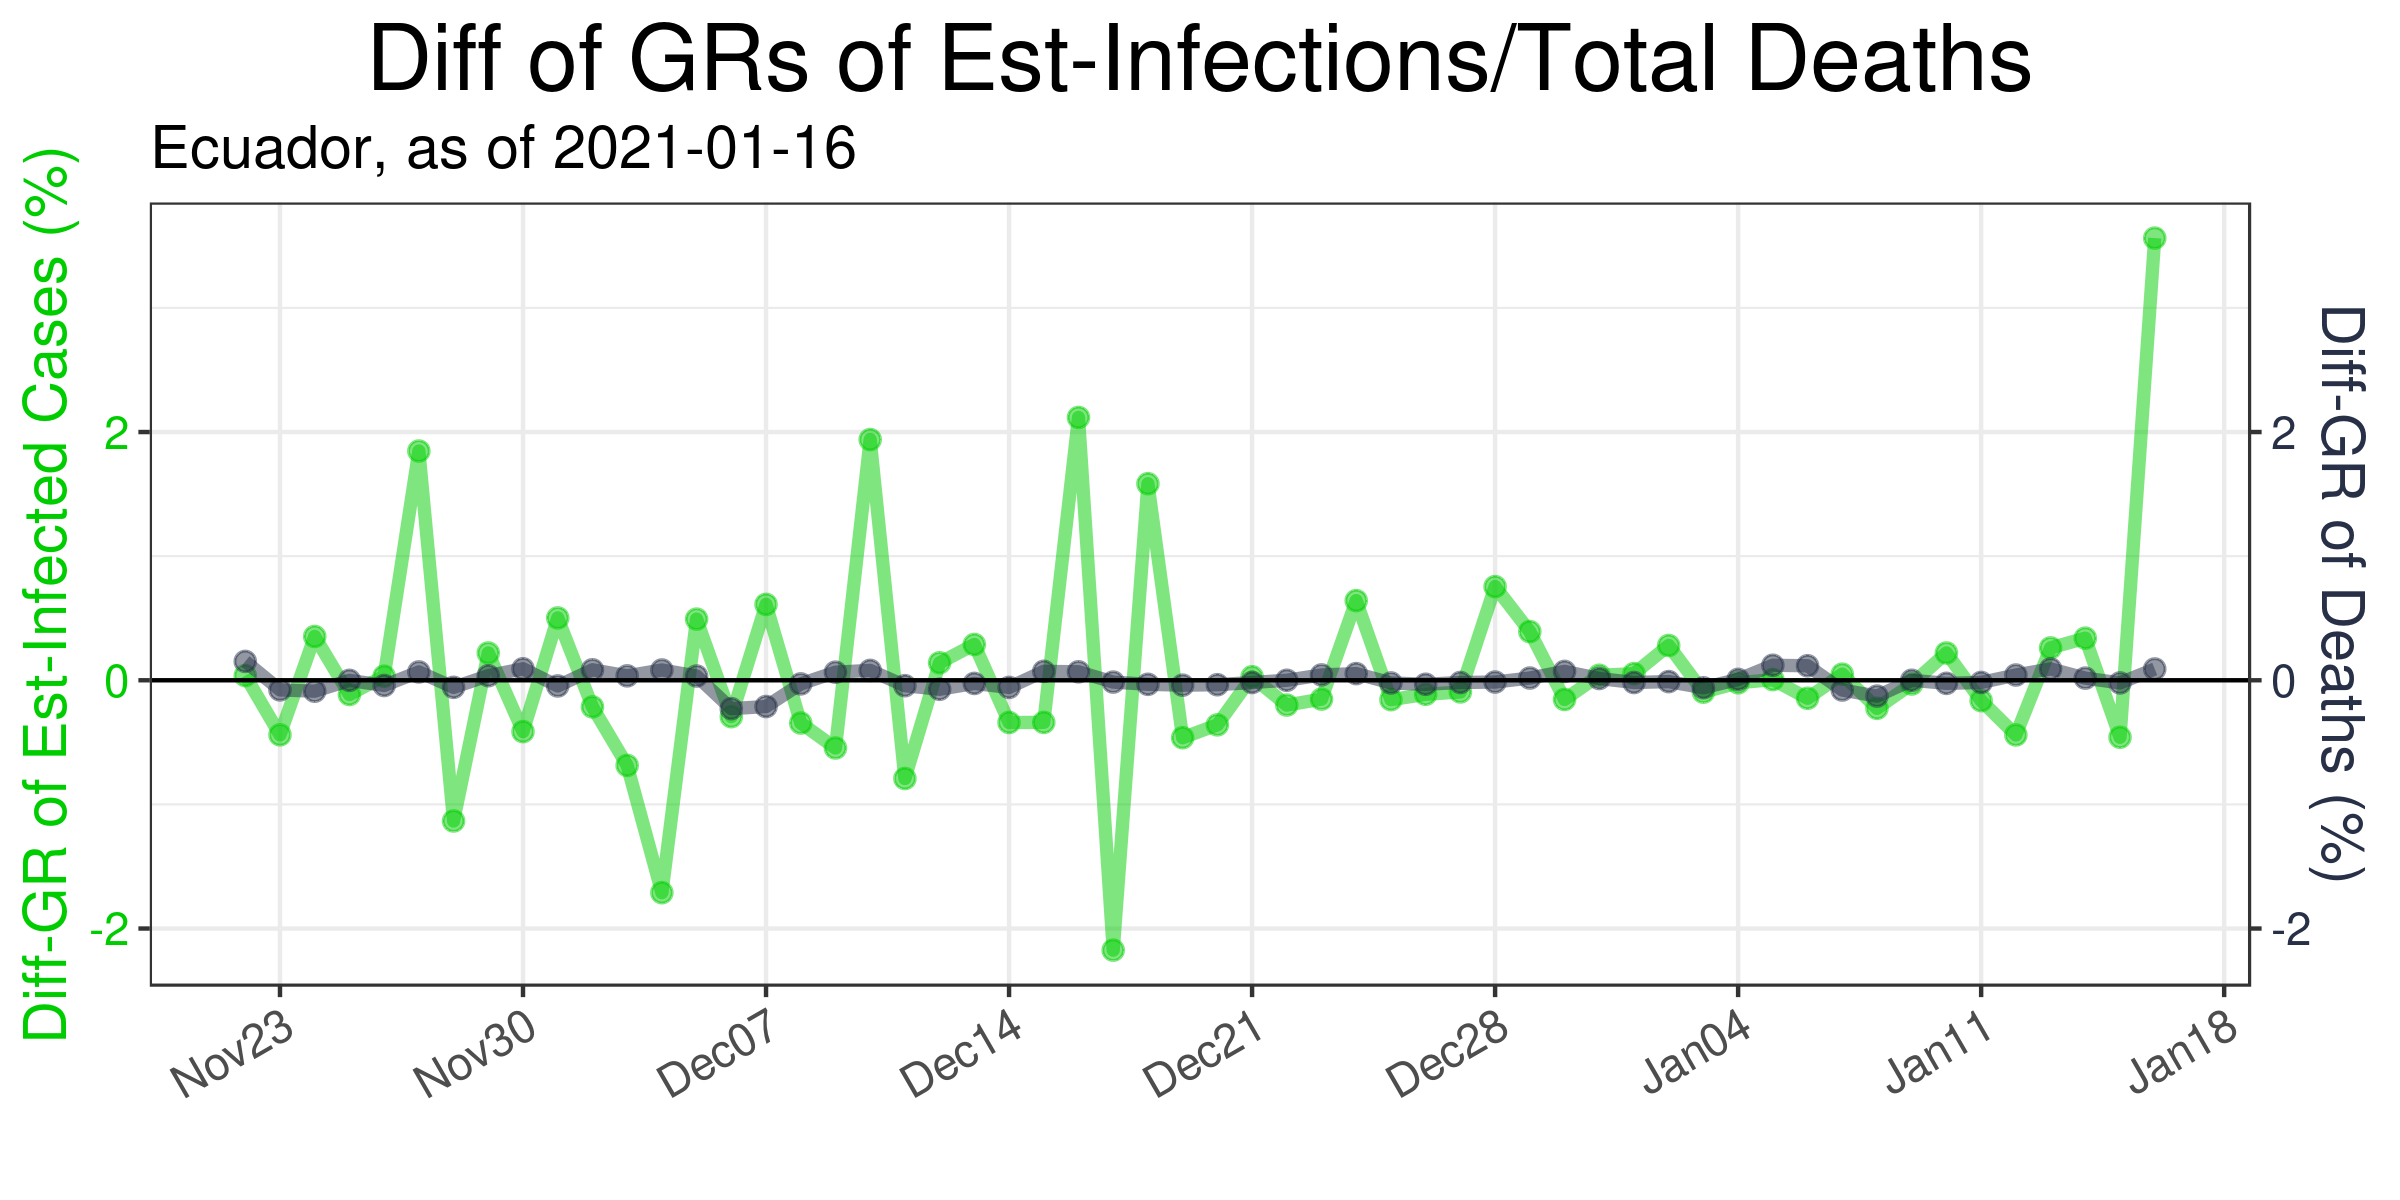 Diff of GRs of Est-Infections/Total Deaths
Ecuador, as of 2021-01-16
Diff-GR of Est-Infected Cases (%)
2
0
-2
2
0
-2
Diff-GR of Deaths (%)
Nov23
Nov30
Dec07
Dec14
Dec21
Dec28
Jan04
Jan11
Jan18